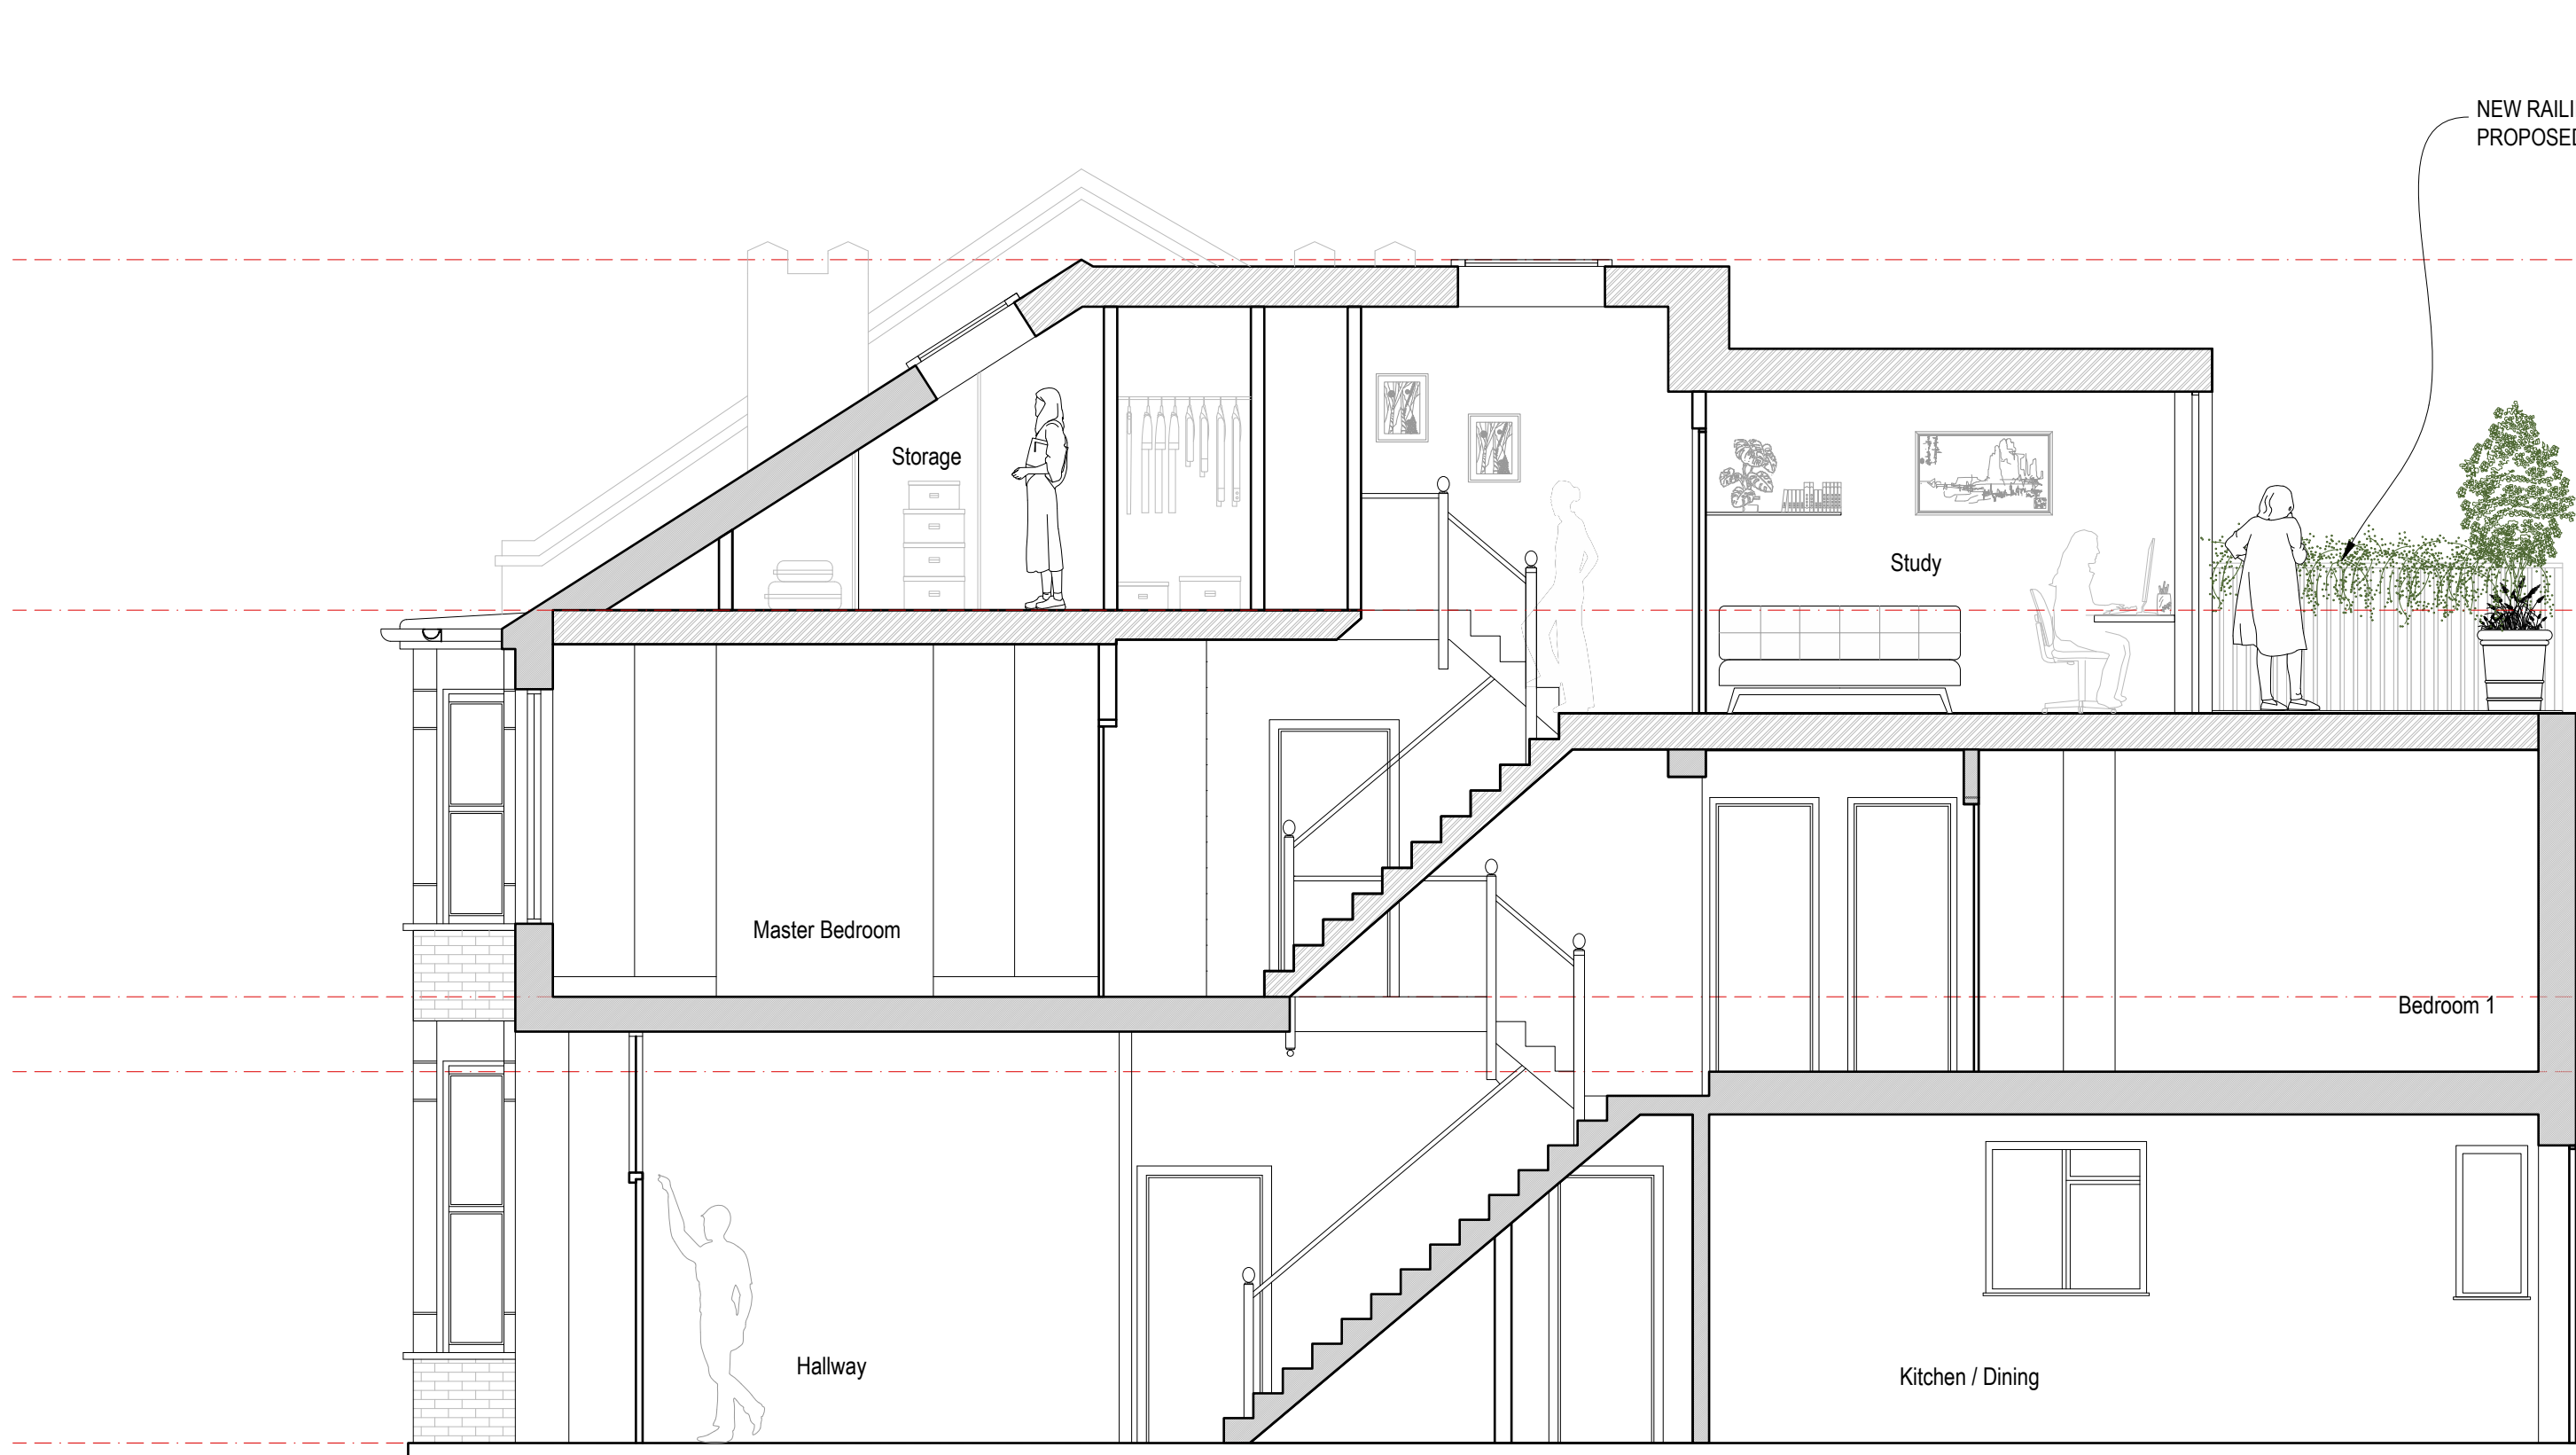 NEW RAILI
PROPOSED
Storage
Study
Master Bedroom
Bedroom 1
Hallway
Kitchen / Dining